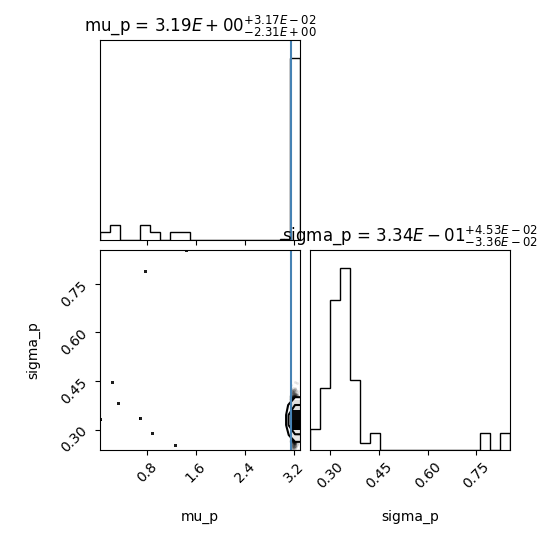 mu_p = 3.19E+00+3.17E−02 −2.31E+00
sigma_p = 3.34E−01+4.53E−02 −3.36E−02
0.75
0.60
0.45
0.30
sigma_p
0.8 1.6 2.4 3.2 0.30 0.45 0.60 0.75
mu_p sigma_p